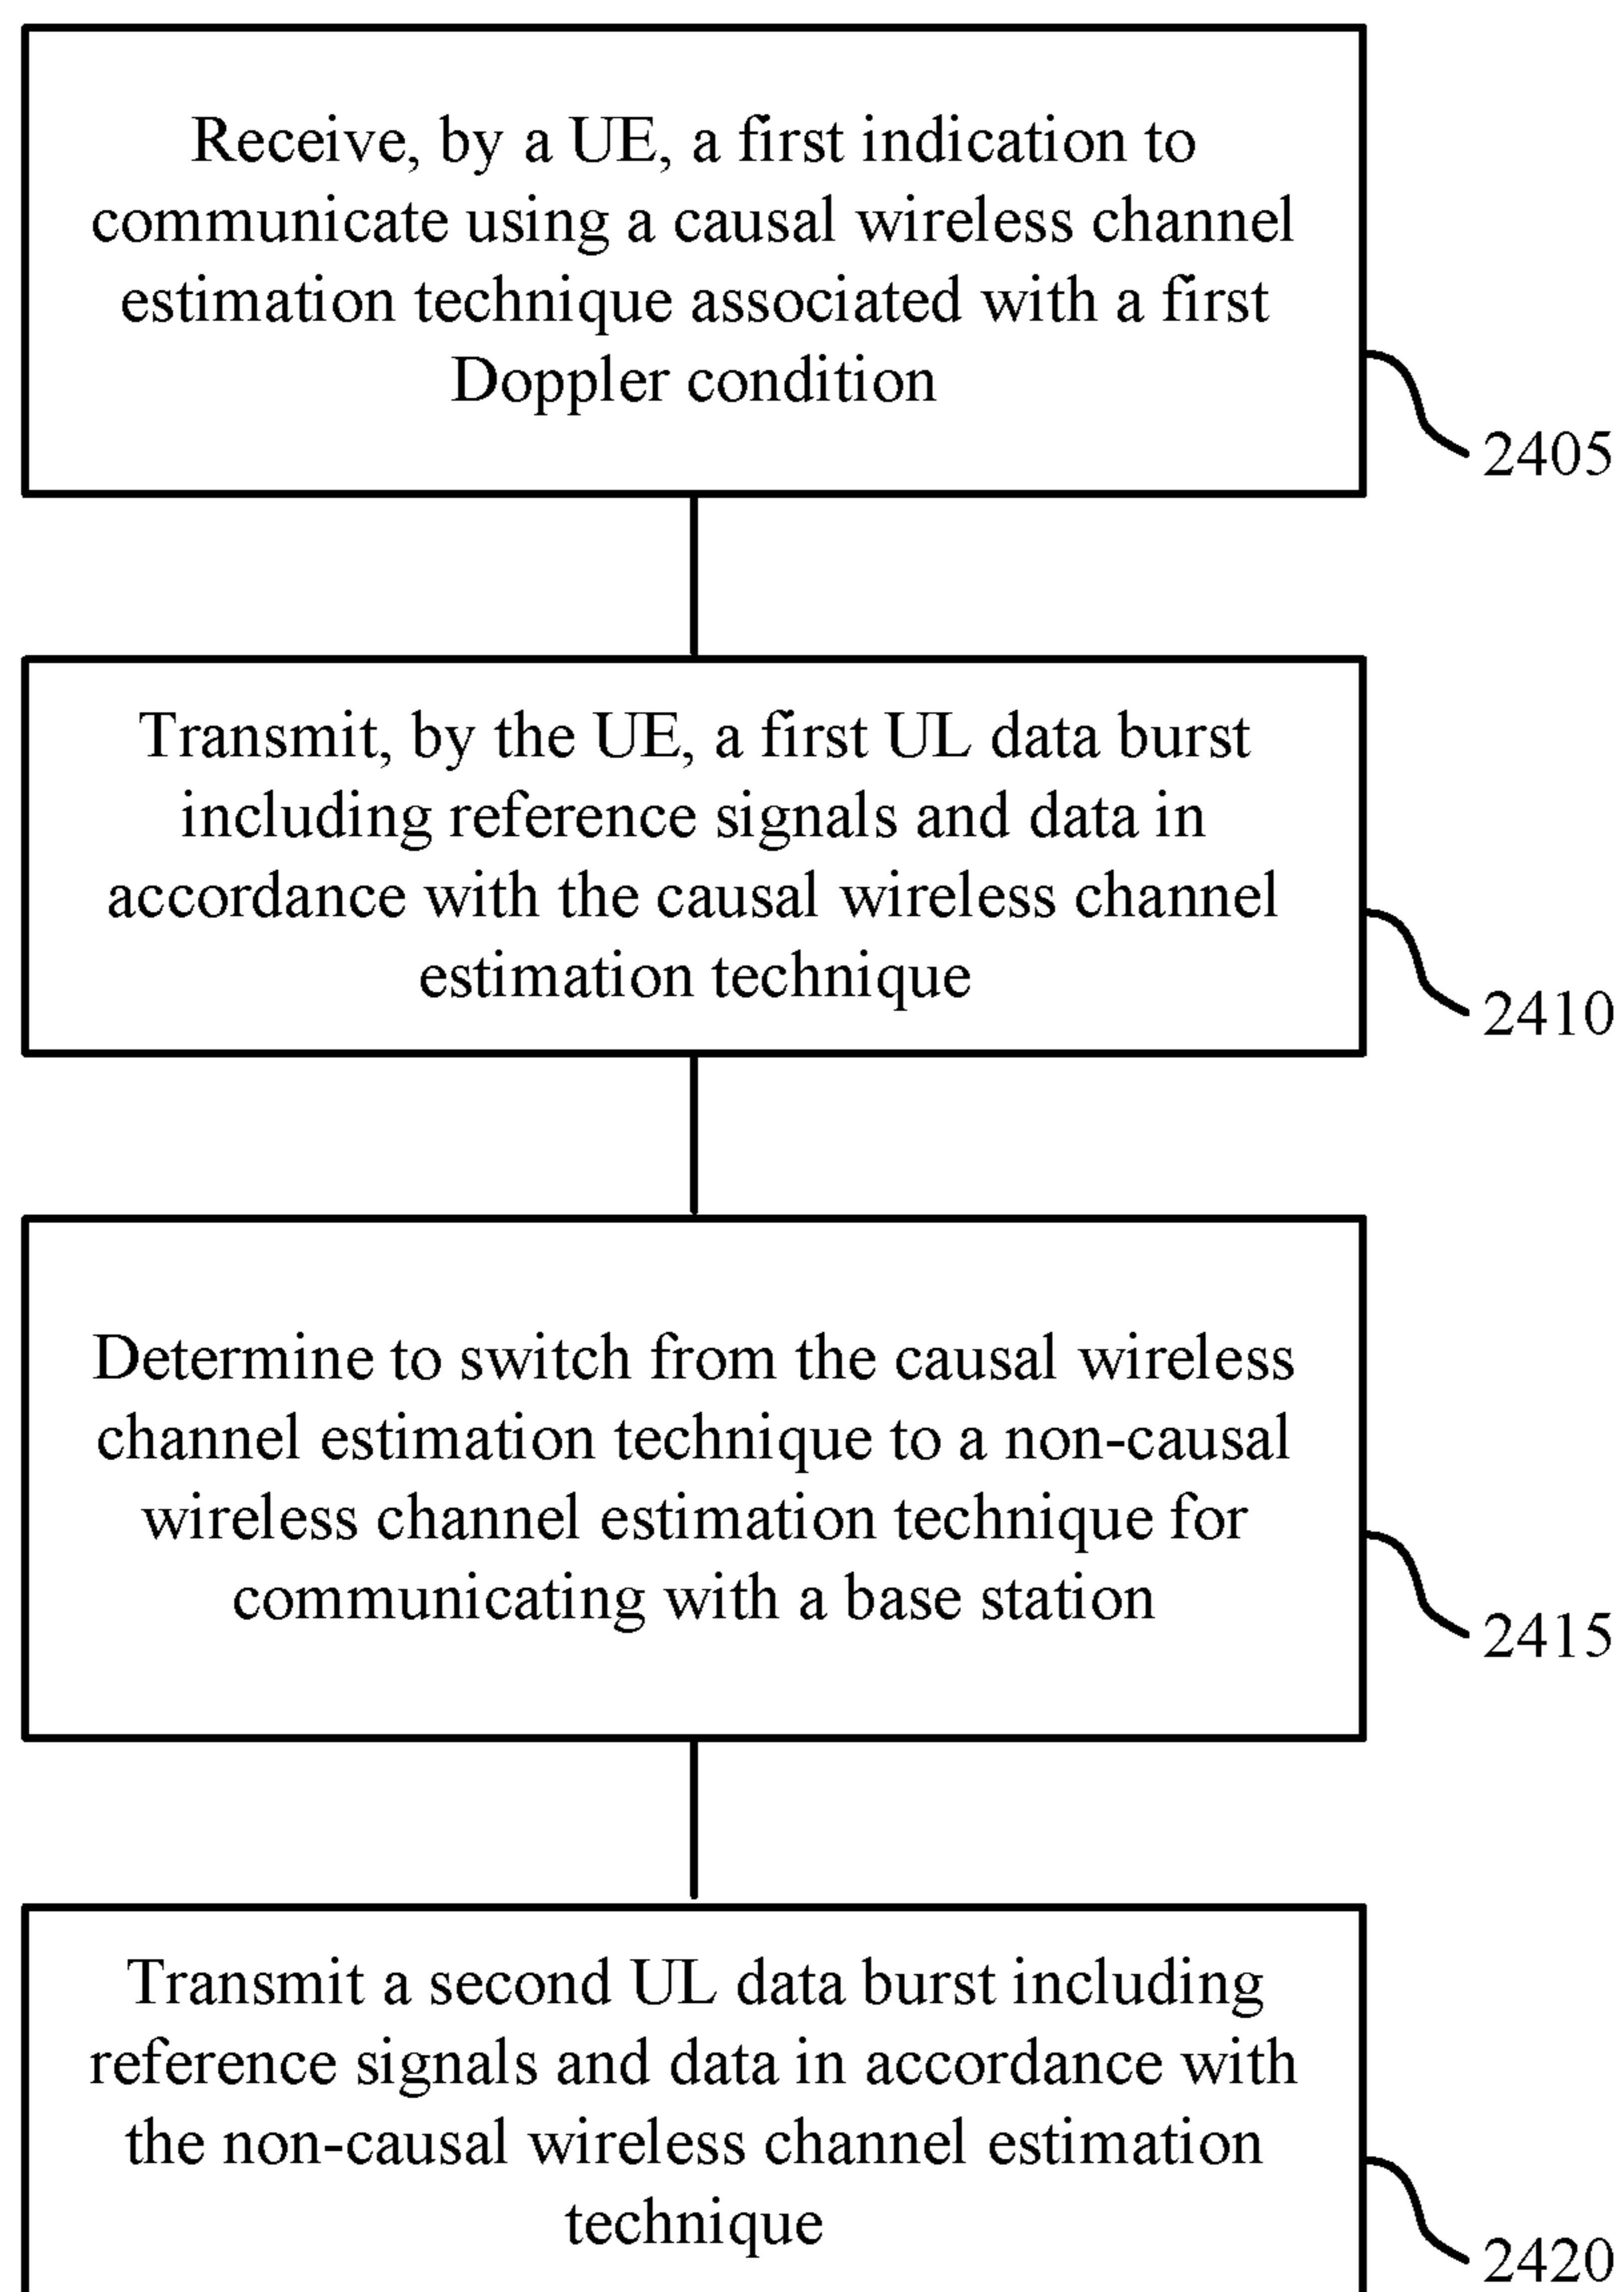 Receive, by a UE, a first indication to
communicate using a causal wireless channel
estimation technique associated with a first
Doppler condition
2405
Transmit, by the UE, a first UL data burst
including reference signals and data in
accordance with the causal wireless channel
estimation technique
2410
Determine to switch from the causal wireless
channel estimation technique to a non-causal
wireless channel estimation technique for
communicating with a base station
2415
Transmit a second UL data burst including
reference signals and data in accordance with
the non-causal wireless channel estimation
technique
2420